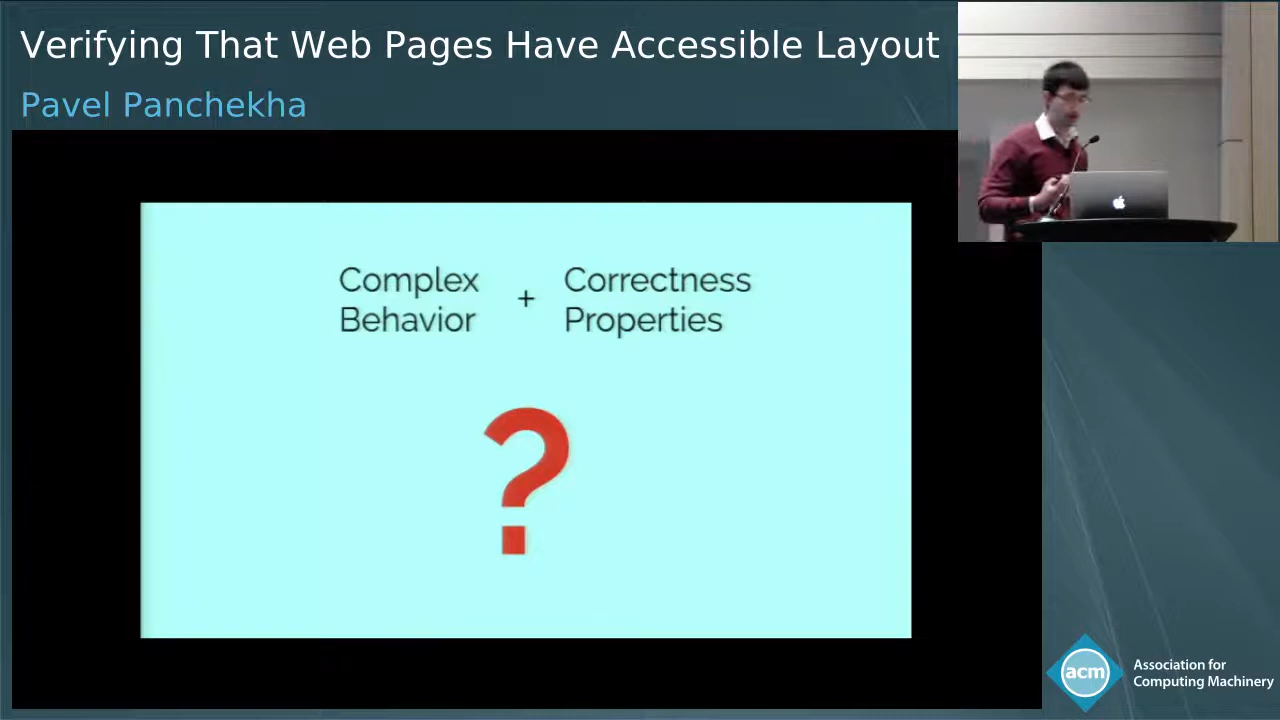 Verifying That Web Pages Have Accessible Layout
Pavel Panchekha
Complex
Behavior
+
Correctness
Properties
?
acm
Association for
Computing Machinery